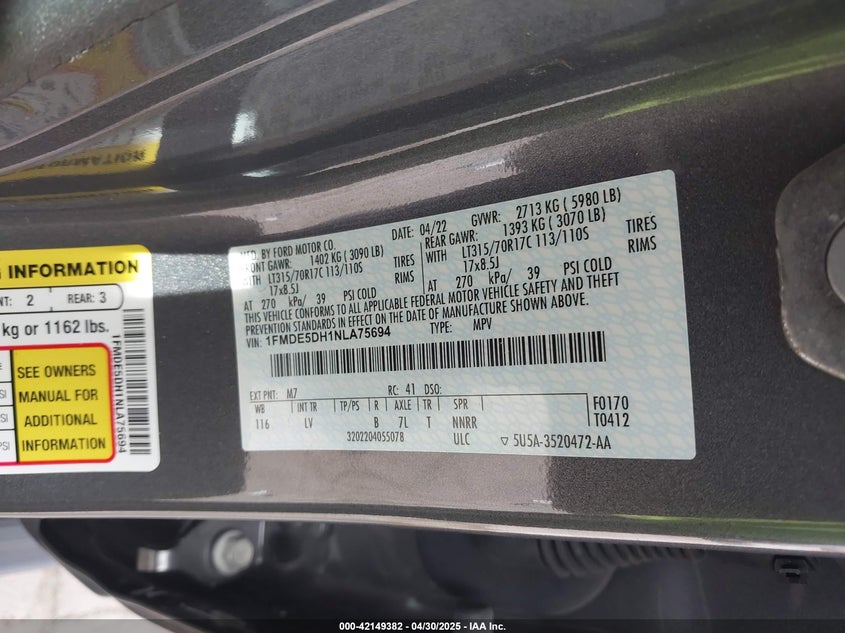 G INFORMATION
NT: 2 REAR: 3
kg or 1162 lbs.
SI
SI
PSI
SEE OWNERS
MANUAL FOR
ADDITIONAL
INFORMATION
1FMDE5DH1NLA75694
MFD. BY FORD MOTOR CO. DATE: 04/22 GVWR: 2713 KG ( 5980 LB)
FRONT GAWR: 1402 KG ( 3090 LB) REAR GAWR: 1393 KG ( 3070 LB)
WITH LT315/70R17C 113/110S TIRES WITH LT315/70R17C 113/110S TIRES
17x8.5J RIMS 17x8.5J RIMS
AT 270 kPa/ 39 PSI COLD AT 270 kPa/ 39 PSI COLD
THIS VEHICLE CONFORMS TO ALL APPLICABLE FEDERAL MOTOR VEHICLE SAFETY AND THEFT
PREVENTION STANDARDS IN EFFECT ON THE DATE OF MANUFACTURE SHOWN ABOVE.
VIN: 1FMDE5DH1NLA75694 TYPE: MPV
EXT PNT: M7 RC: 41 DSO:
WB INT TR TP/PS R AXLE TR SPR
116 LV B 7L T NNRR
3202204055078 ULC
F0170
T0412
▽ 5U5A-3520472-AA
000-42149382 - 04/30/2025 - IAA Inc.